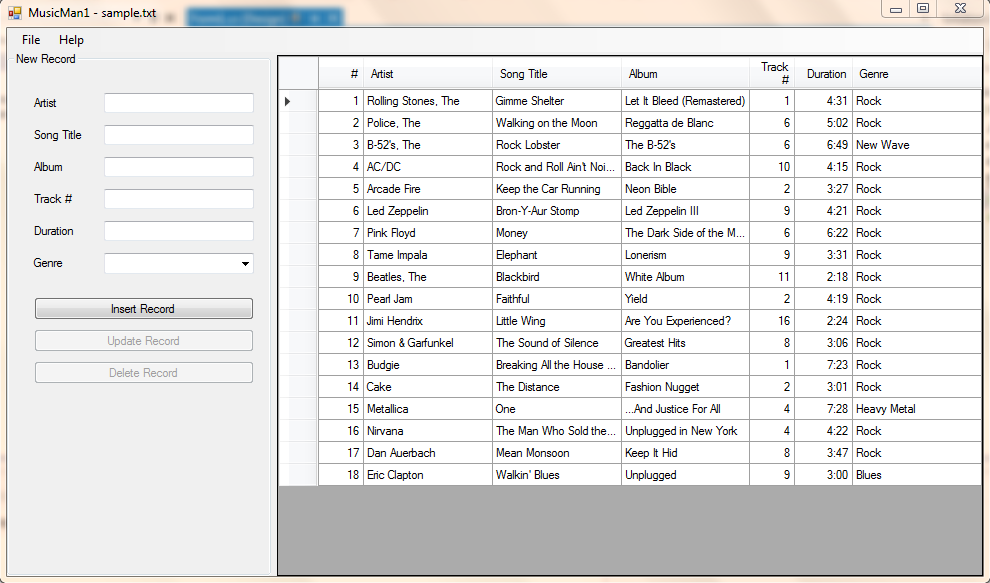 MusicMan1 - sample.txt
File Help
New Record
Artist
Song Title
Album
Track #
Duration
Genre
Insert Record
Update Record
Delete Record
# Artist Song Title Album Track # Duration Genre
1 Rolling Stones, The Gimme Shelter Let It Bleed (Remastered) 1 4:31 Rock
2 Police, The Walking on the Moon Reggatta de Blanc 6 5:02 Rock
3 B-52's, The Rock Lobster The B-52's 6 6:49 New Wave
4 AC/DC Rock and Roll Ain't Noi... Back In Black 10 4:15 Rock
5 Arcade Fire Keep the Car Running Neon Bible 2 3:27 Rock
6 Led Zeppelin Bron-Y-Aur Stomp Led Zeppelin III 9 4:21 Rock
7 Pink Floyd Money The Dark Side of the M... 6 6:22 Rock
8 Tame Impala Elephant Lonerism 9 3:31 Rock
9 Beatles, The Blackbird White Album 11 2:18 Rock
10 Pearl Jam Faithful Yield 2 4:19 Rock
11 Jimi Hendrix Little Wing Are You Experienced? 16 2:24 Rock
12 Simon & Garfunkel The Sound of Silence Greatest Hits 8 3:06 Rock
13 Budgie Breaking All the House ... Bandolier 1 7:23 Rock
14 Cake The Distance Fashion Nugget 2 3:01 Rock
15 Metallica One ...And Justice For All 4 7:28 Heavy Metal
16 Nirvana The Man Who Sold the... Unplugged in New York 4 4:22 Rock
17 Dan Auerbach Mean Monsoon Keep It Hid 8 3:47 Rock
18 Eric Clapton Walkin' Blues Unplugged 9 3:00 Blues